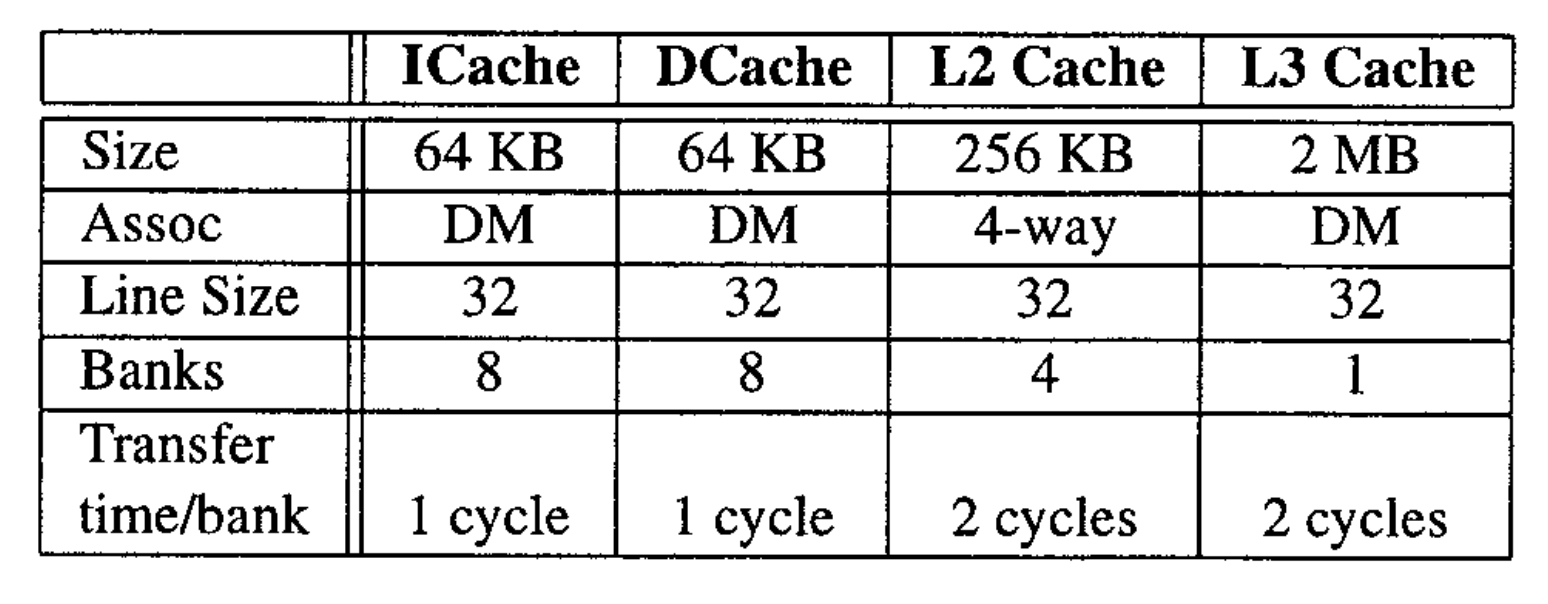 ICache DCache L2 Cache L3 Cache
Size 64 KB 64 KB 256 KB 2 MB
Assoc DM DM 4-way DM
Line Size 32 32 32 32
Banks 8 8 4 1
Transfer
time/bank 1 cycle 1 cycle 2 cycles 2 cycles